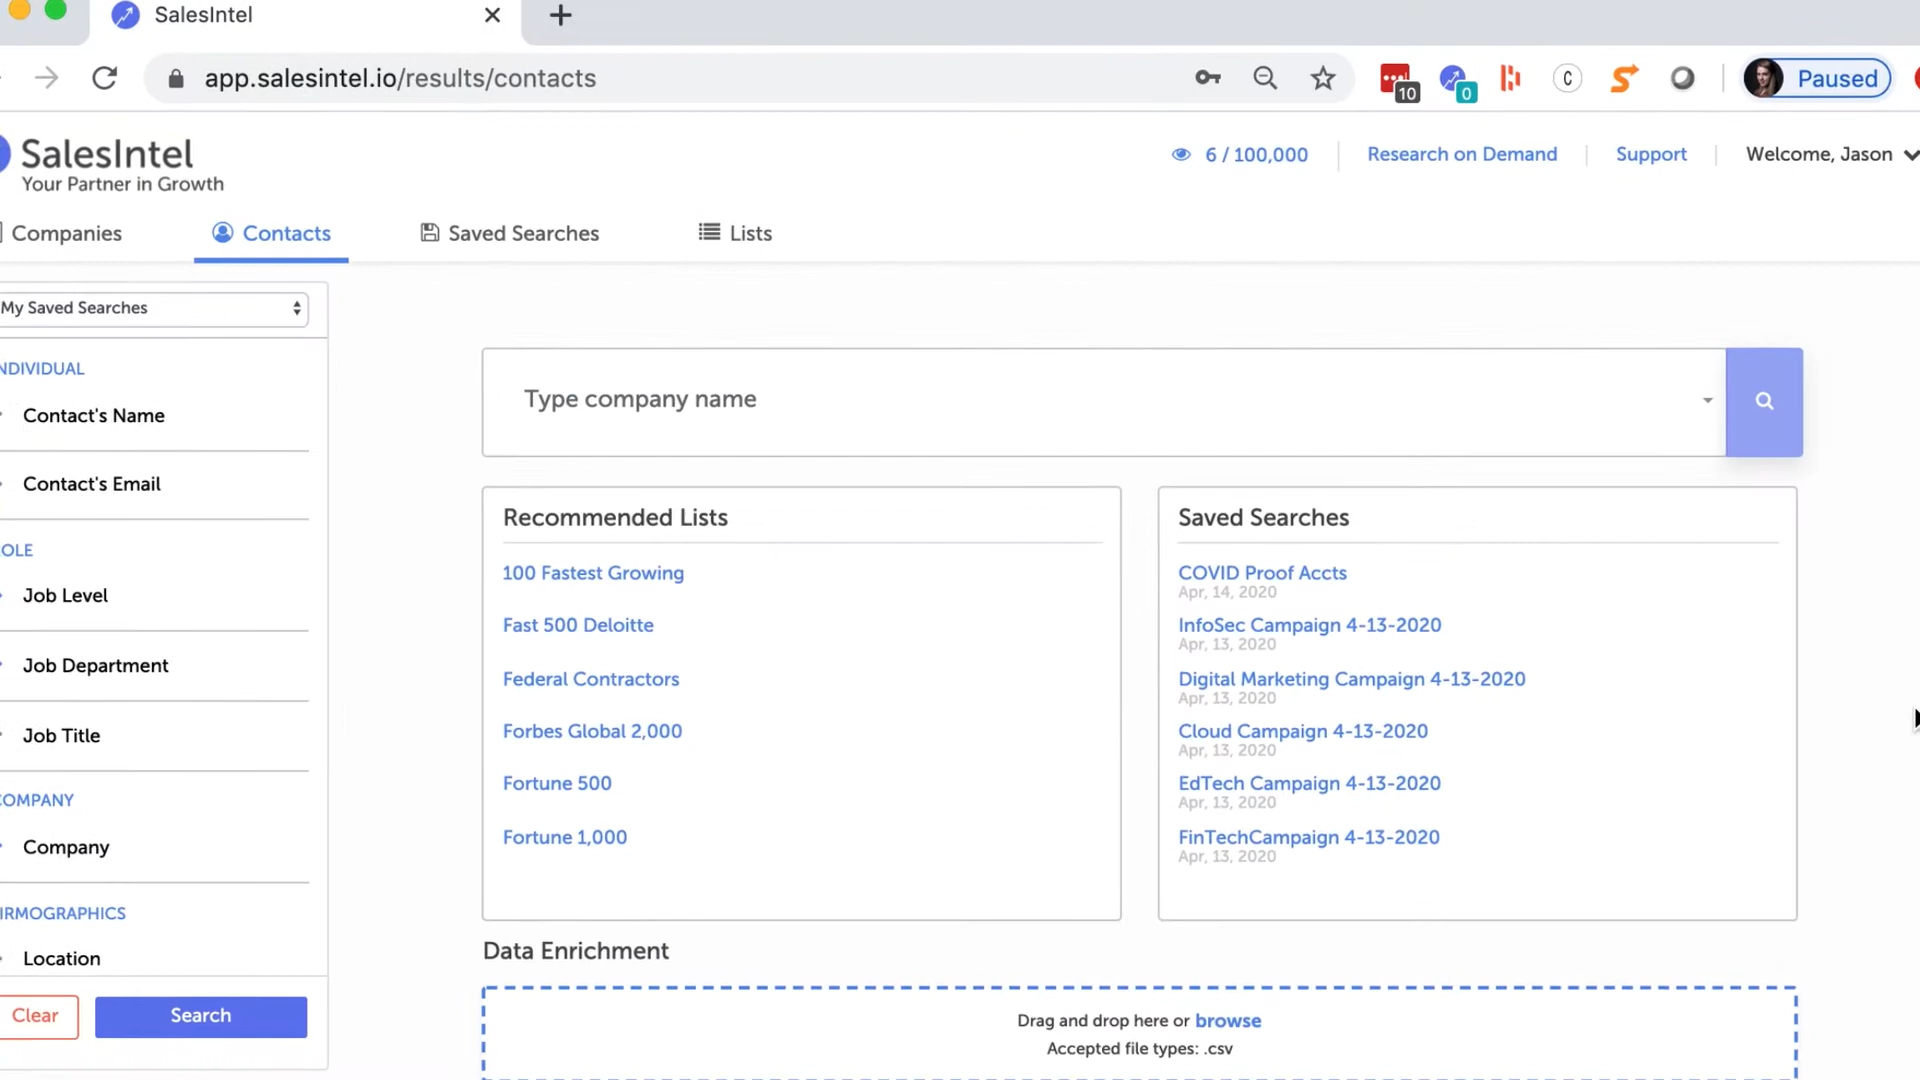 SalesIntel
app.salesintel.io/results/contacts
10
0
C
Paused
SalesIntel
Your Partner in Growth
6 / 100,000
Research on Demand
Support
Welcome, Jason
Companies
Contacts
Saved Searches
Lists
My Saved Searches
NDIVIDUAL
Contact's Name
Contact's Email
OLE
Job Level
Job Department
Job Title
COMPANY
Company
IRMOGRAPHICS
Location
Clear
Search
Type company name
Recommended Lists
100 Fastest Growing
Fast 500 Deloitte
Federal Contractors
Forbes Global 2,000
Fortune 500
Fortune 1,000
Saved Searches
COVID Proof Accts
Apr, 14, 2020
InfoSec Campaign 4-13-2020
Apr, 13, 2020
Digital Marketing Campaign 4-13-2020
Apr, 13, 2020
Cloud Campaign 4-13-2020
Apr, 13, 2020
EdTech Campaign 4-13-2020
Apr, 13, 2020
FinTechCampaign 4-13-2020
Apr, 13, 2020
Data Enrichment
Drag and drop here or browse
Accepted file types: .csv